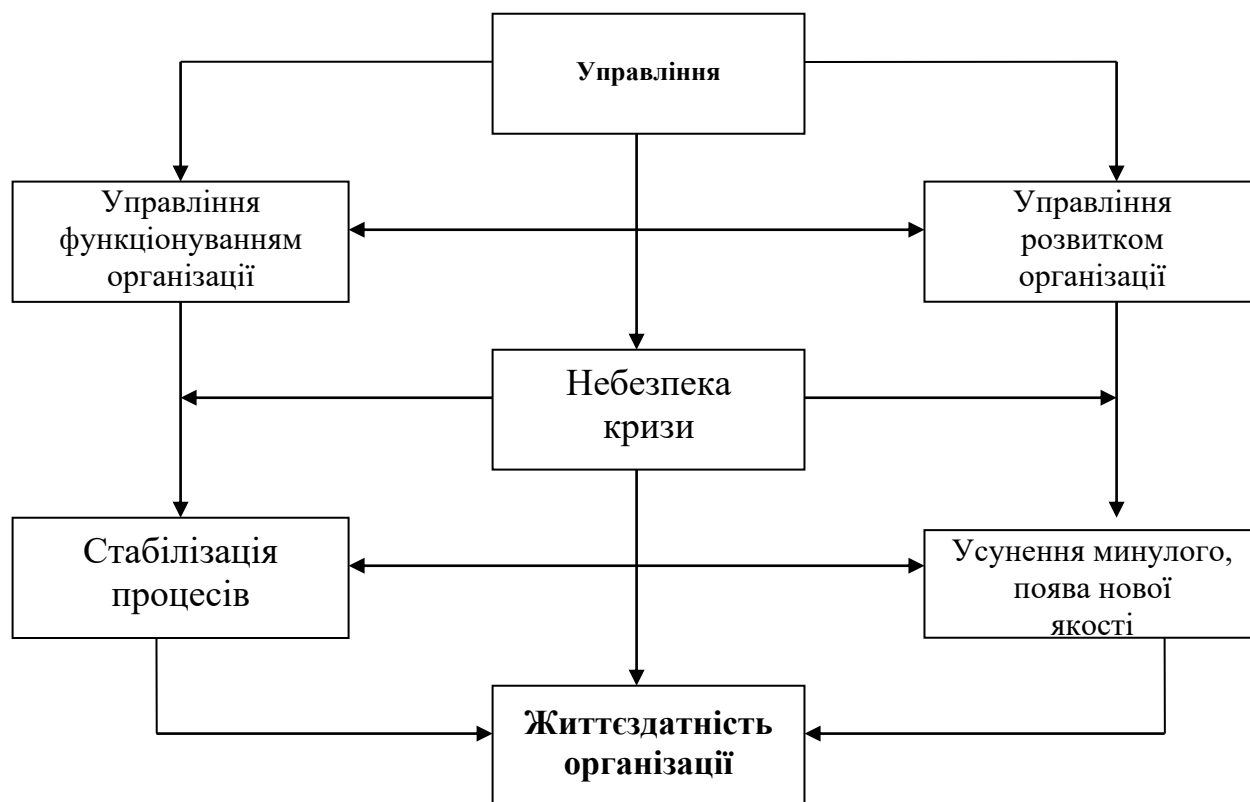 Управління
Управління
функціонуванням
організації
Управління
розвитком
організації
Небезпека
кризи
Стабілізація
процесів
Усунення минулого,
поява нової
якості
Життєздатність
організації